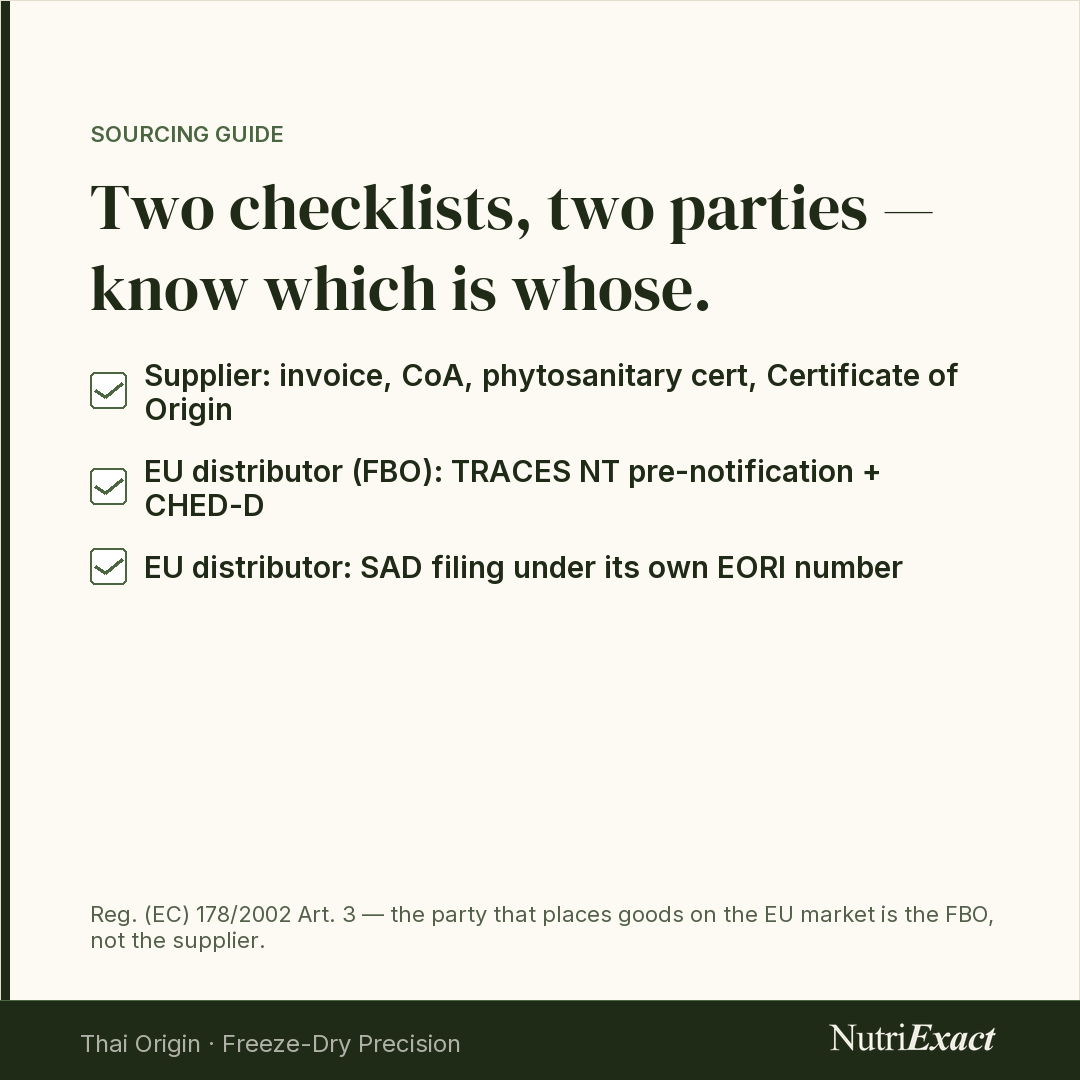 SOURCING GUIDE
Two checklists, two parties —
know which is whose.
Supplier: invoice, CoA, phytosanitary cert, Certificate of
Origin
EU distributor (FBO): TRACES NT pre-notification +
CHED-D
EU distributor: SAD filing under its own EORI number
Reg. (EC) 178/2002 Art. 3 — the party that places goods on the EU market is the FBO,
not the supplier.
Thai Origin · Freeze-Dry Precision
NutriExact